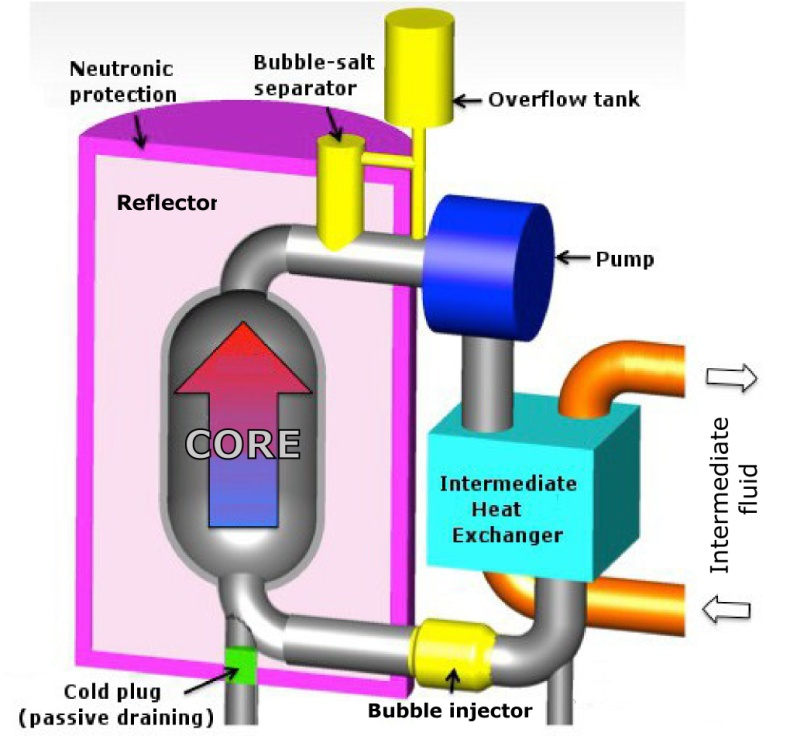 Neutronic
protection
Bubble-salt
separator
Overflow tank
Reflector
Pump
CORE
Intermediate
Heat
Exchanger
Intermediate
fluid
Cold plug
(passive draining)
Bubble injector